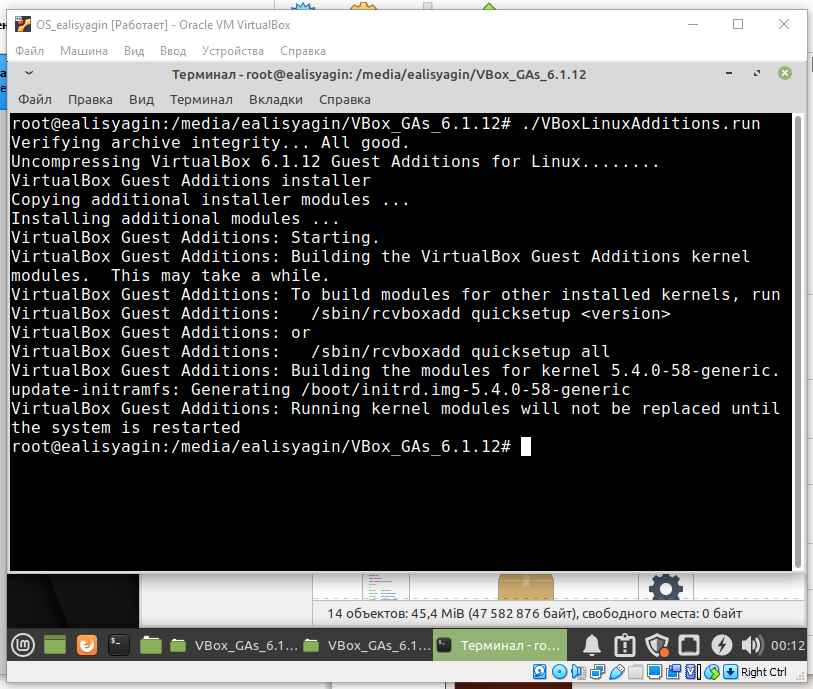 OS_ealisyagin [Работает] - Oracle VM VirtualBox
Файл Машина Вид Ввод Устройства Справка
Терминал - root@ealisyagin: /media/ealisyagin/VBox_GAs_6.1.12
Файл Правка Вид Терминал Вкладки Справка
root@ealisyagin:/media/ealisyagin/VBox_GAs_6.1.12# ./VBoxLinuxAdditions.run
Verifying archive integrity... All good.
Uncompressing VirtualBox 6.1.12 Guest Additions for Linux........
VirtualBox Guest Additions installer
Copying additional installer modules ...
Installing additional modules ...
VirtualBox Guest Additions: Starting.
VirtualBox Guest Additions: Building the VirtualBox Guest Additions kernel
modules.  This may take a while.
VirtualBox Guest Additions: To build modules for other installed kernels, run
VirtualBox Guest Additions:   /sbin/rcvboxadd quicksetup <version>
VirtualBox Guest Additions: or
VirtualBox Guest Additions:   /sbin/rcvboxadd quicksetup all
VirtualBox Guest Additions: Building the modules for kernel 5.4.0-58-generic.
update-initramfs: Generating /boot/initrd.img-5.4.0-58-generic
VirtualBox Guest Additions: Running kernel modules will not be replaced until
the system is restarted
root@ealisyagin:/media/ealisyagin/VBox_GAs_6.1.12#
14 объектов: 45,4 MiB (47 582 876 байт), свободного места: 0 байт
VBox_GAs_6.1... VBox_GAs_6.1... Терминал - ro... 00:12
Right Ctrl